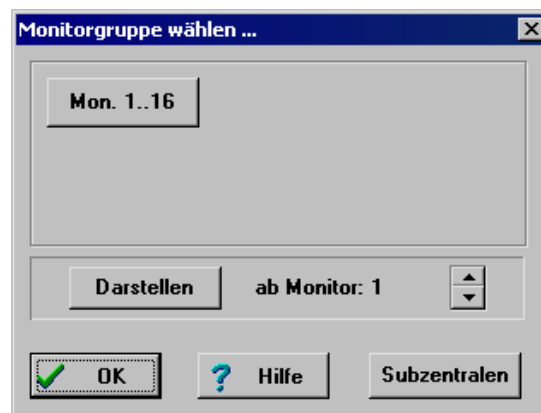 Monitorgruppe wählen ...
Mon. 1..16
Darstellen ab Monitor: 1
OK Hilfe Subzentralen